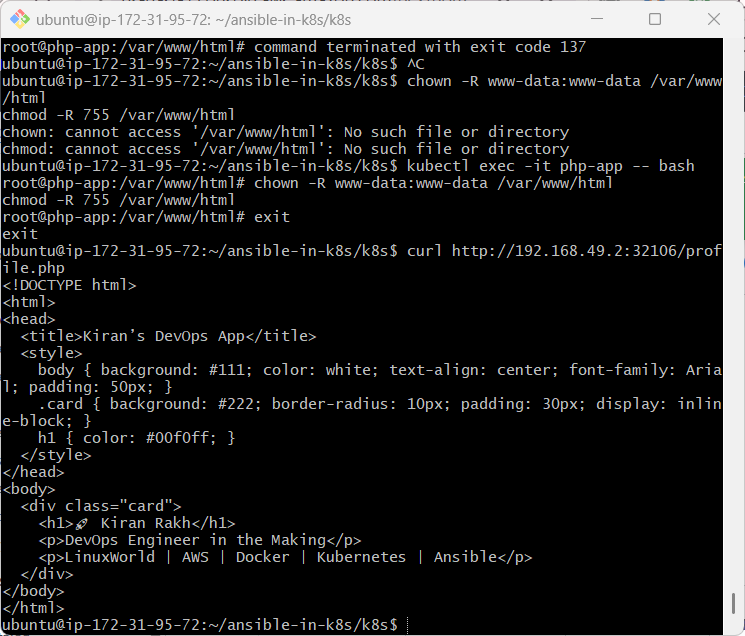 ubuntu@ip-172-31-95-72: ~/ansible-in-k8s/k8s
root@php-app:/var/www/html# command terminated with exit code 137
ubuntu@ip-172-31-95-72:~/ansible-in-k8s/k8s$ ^C
ubuntu@ip-172-31-95-72:~/ansible-in-k8s/k8s$ chown -R www-data:www-data /var/www
/html
chmod -R 755 /var/www/html
chown: cannot access '/var/www/html': No such file or directory
chmod: cannot access '/var/www/html': No such file or directory
ubuntu@ip-172-31-95-72:~/ansible-in-k8s/k8s$ kubectl exec -it php-app -- bash
root@php-app:/var/www/html# chown -R www-data:www-data /var/www/html
chmod -R 755 /var/www/html
root@php-app:/var/www/html# exit
exit
ubuntu@ip-172-31-95-72:~/ansible-in-k8s/k8s$ curl http://192.168.49.2:32106/prof
ile.php
<!DOCTYPE html>
<html>
<head>
  <title>Kiran’s DevOps App</title>
  <style>
    body { background: #111; color: white; text-align: center; font-family: Aria
l; padding: 50px; }
    .card { background: #222; border-radius: 10px; padding: 30px; display: inlin
e-block; }
    h1 { color: #00f0ff; }
  </style>
</head>
<body>
  <div class="card">
    <h1>🚀 Kiran Rakh</h1>
    <p>DevOps Engineer in the Making</p>
    <p>LinuxWorld | AWS | Docker | Kubernetes | Ansible</p>
  </div>
</body>
</html>
ubuntu@ip-172-31-95-72:~/ansible-in-k8s/k8s$